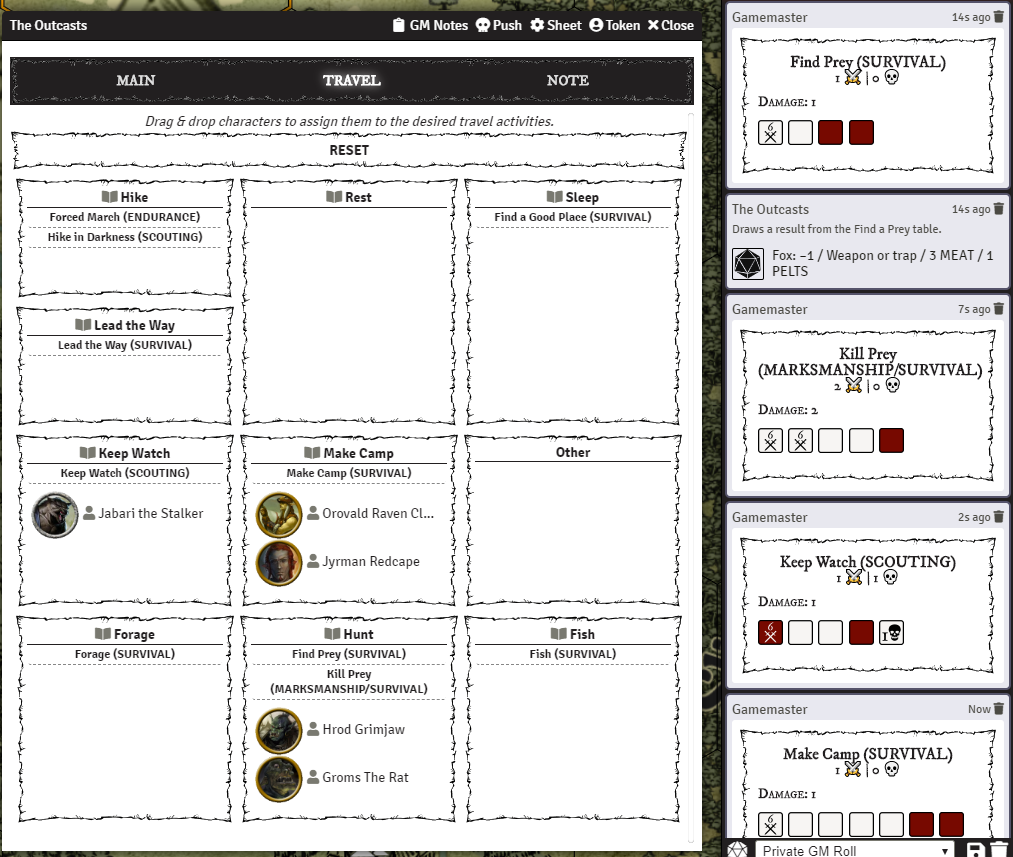 The Outcasts
GM Notes Push Sheet Token Close
MAIN TRAVEL NOTE
Drag & drop characters to assign them to the desired travel activities.
RESET
Hike
Forced March (ENDURANCE)
Hike in Darkness (SCOUTING)
Rest
Sleep
Find a Good Place (SURVIVAL)
Lead the Way
Lead the Way (SURVIVAL)
Keep Watch
Keep Watch (SCOUTING)
Jabari the Stalker
Make Camp
Make Camp (SURVIVAL)
Orovald Raven Cl...
Jyrman Redcape
Other
Forage
Forage (SURVIVAL)
Hunt
Find Prey (SURVIVAL)
Kill Prey
(MARKSMANSHIP/SURVIVAL)
Hrod Grimjaw
Groms The Rat
Fish
Fish (SURVIVAL)
Gamemaster 14s ago
Find Prey (SURVIVAL)
1 | 0
Damage: 1
6
The Outcasts 14s ago
Draws a result from the Find a Prey table.
Fox: −1 / Weapon or trap / 3 MEAT / 1
PELTS
Gamemaster 7s ago
Kill Prey
(MARKSMANSHIP/SURVIVAL)
2 | 0
Damage: 2
6 6
Gamemaster 2s ago
Keep Watch (SCOUTING)
1 | 1
Damage: 1
6 1
Gamemaster Now
Make Camp (SURVIVAL)
1 | 0
Damage: 1
6
Private GM Roll